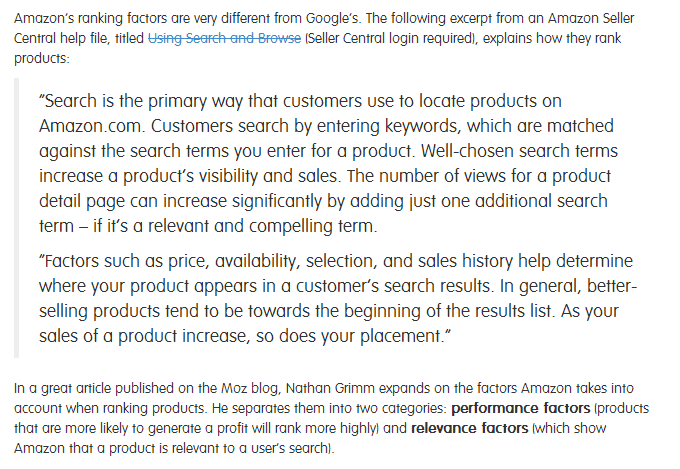 Amazon’s ranking factors are very different from Google’s. The following excerpt from an Amazon Seller
Central help file, titled Using Search and Browse (Seller Central login required), explains how they rank
products:
“Search is the primary way that customers use to locate products on
Amazon.com. Customers search by entering keywords, which are matched
against the search terms you enter for a product. Well-chosen search terms
increase a product’s visibility and sales. The number of views for a product
detail page can increase significantly by adding just one additional search
term – if it’s a relevant and compelling term.
“Factors such as price, availability, selection, and sales history help determine
where your product appears in a customer’s search results. In general, better-
selling products tend to be towards the beginning of the results list. As your
sales of a product increase, so does your placement.”
In a great article published on the Moz blog, Nathan Grimm expands on the factors Amazon takes into
account when ranking products. He separates them into two categories: performance factors (products
that are more likely to generate a profit will rank more highly) and relevance factors (which show
Amazon that a product is relevant to a user’s search).